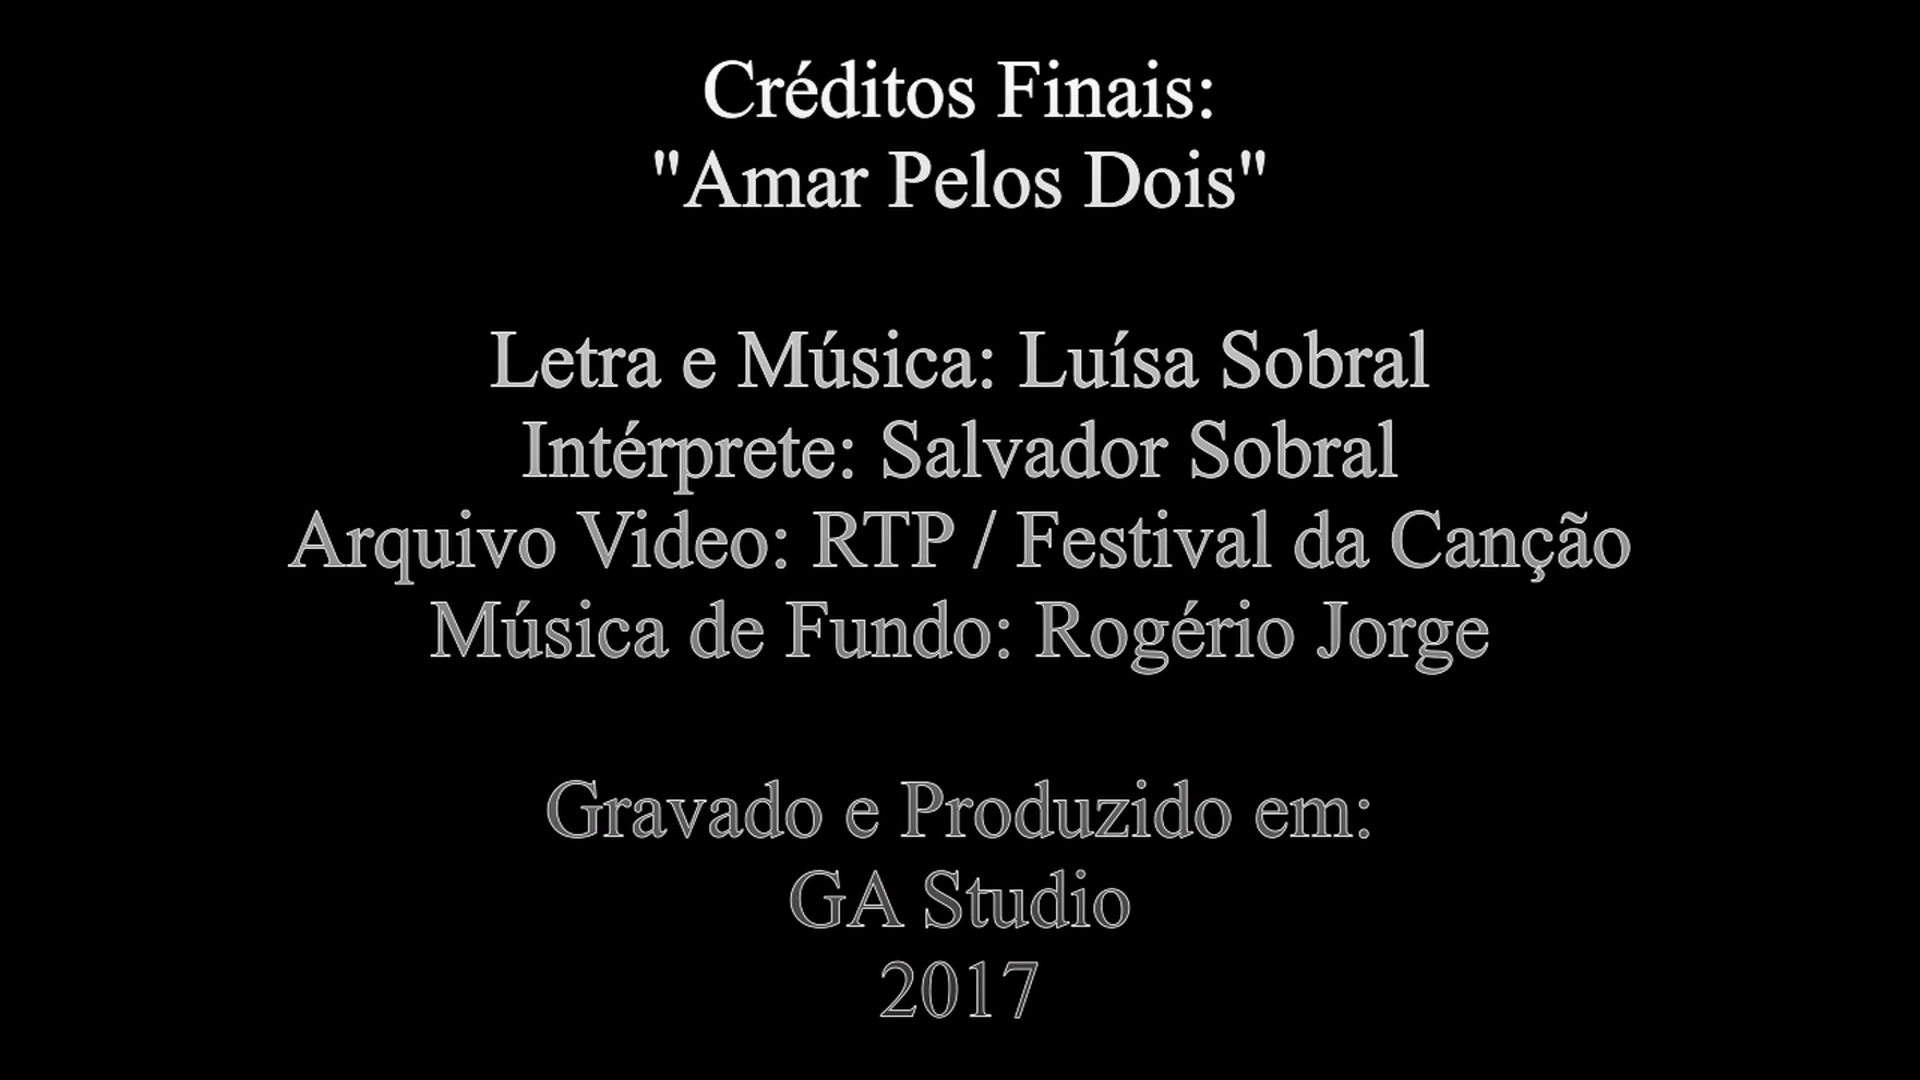 Créditos Finais:
"Amar Pelos Dois"
Letra e Música: Luísa Sobral
Intérprete: Salvador Sobral
Arquivo Video: RTP / Festival da Canção
Música de Fundo: Rogério Jorge
Gravado e Produzido em:
GA Studio
2017